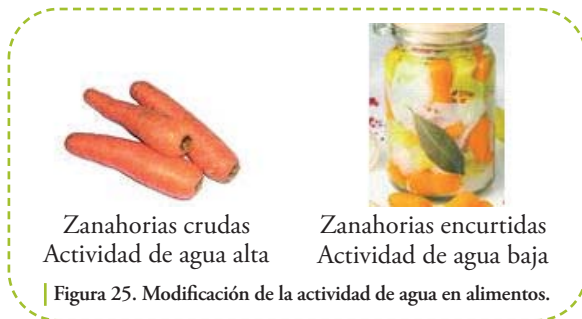 Zanahorias crudas
Actividad de agua alta
Zanahorias encurtidas
Actividad de agua baja
Figura 25. Modificación de la actividad de agua en alimentos.